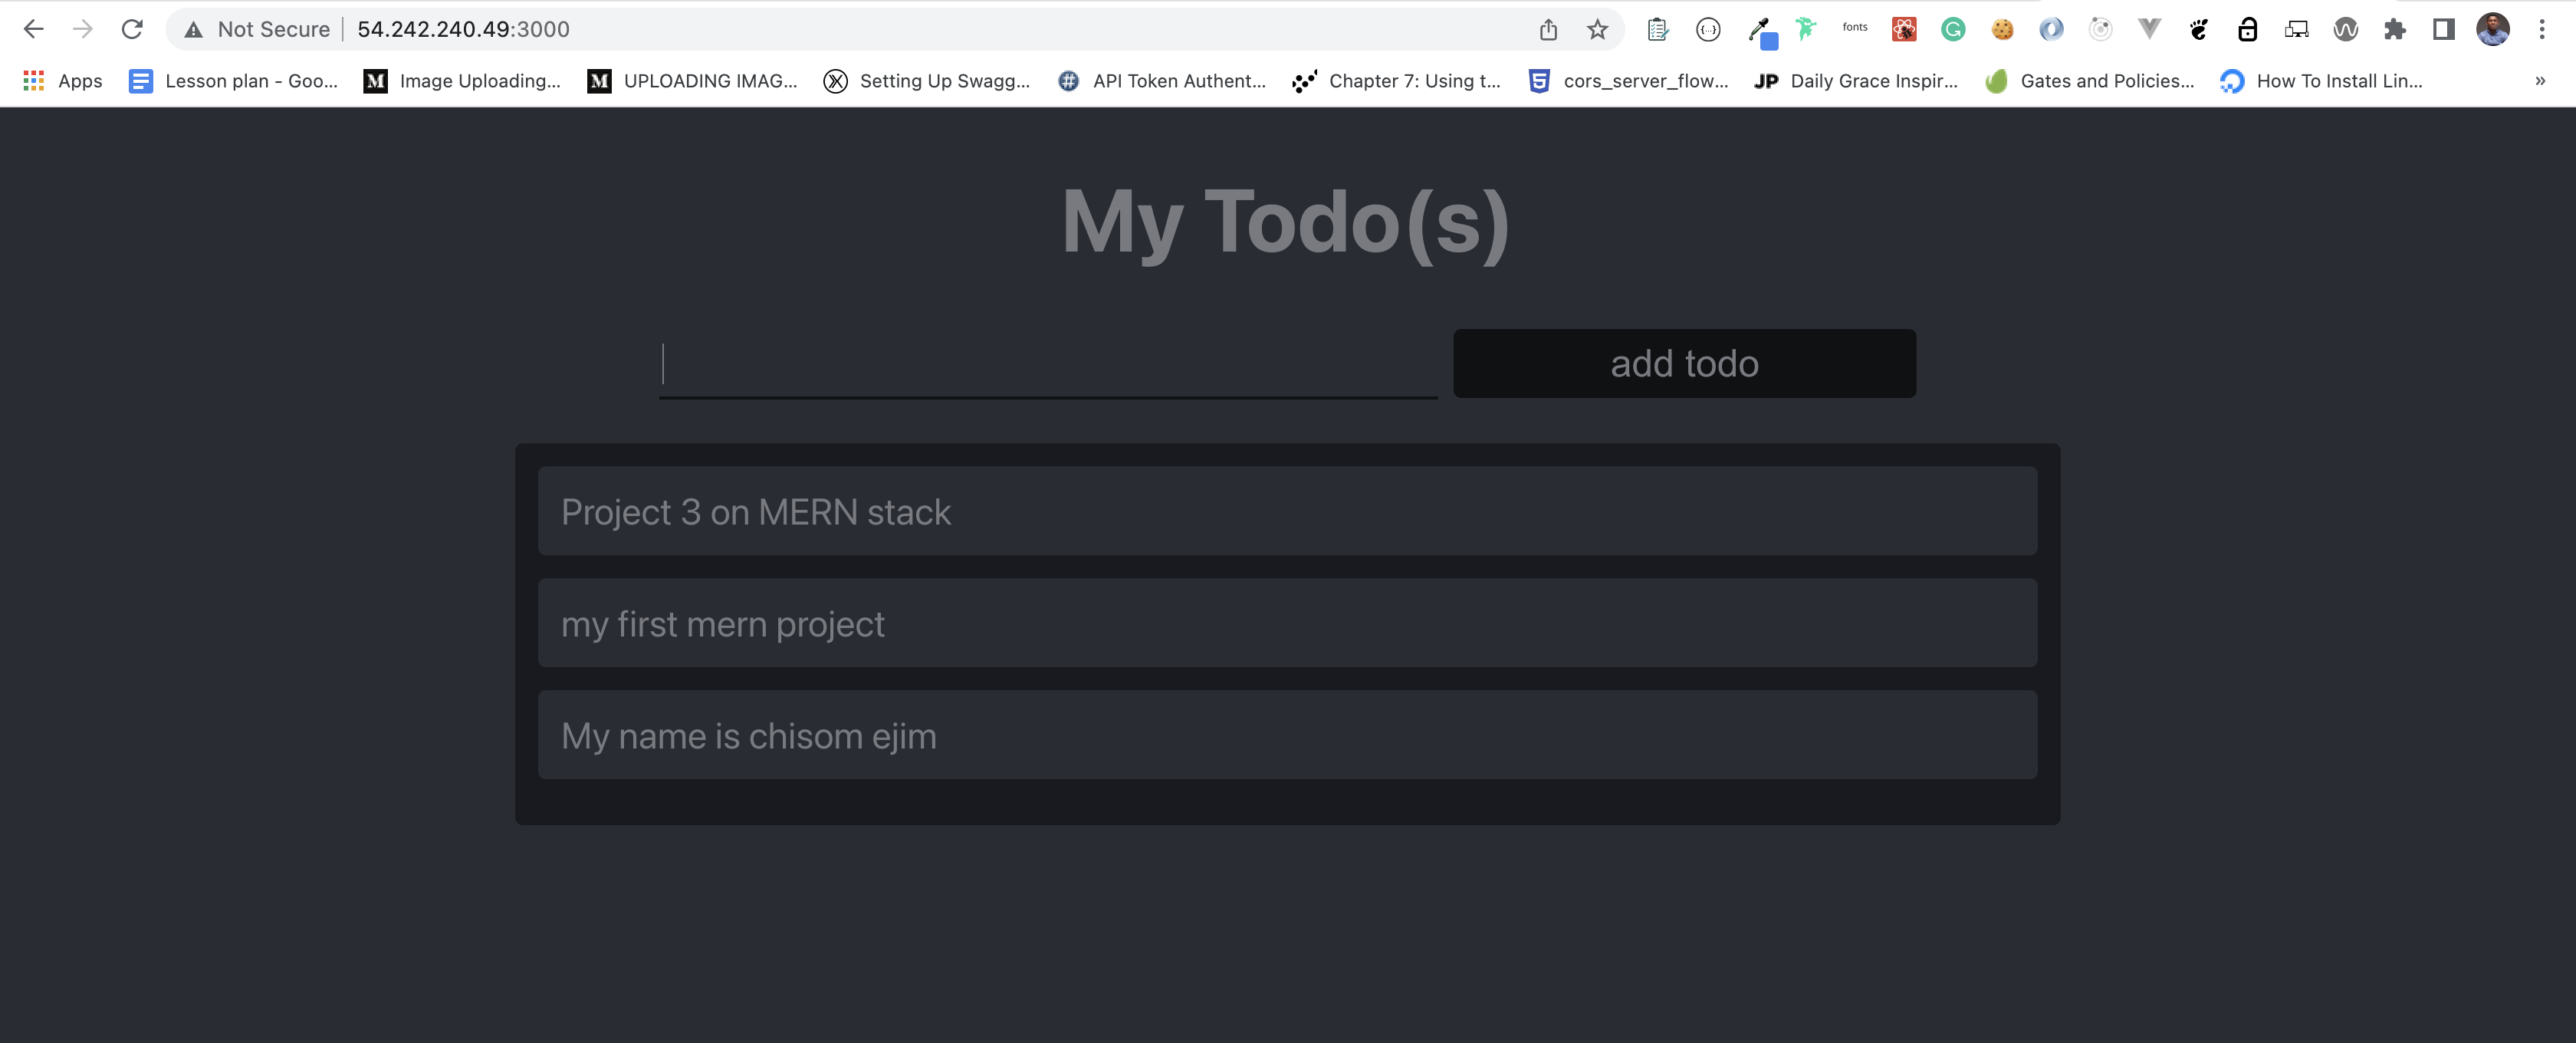 Not Secure | 54.242.240.49:3000
fonts
Apps Lesson plan - Goo... Image Uploading... UPLOADING IMAG... Setting Up Swagg... API Token Authent... Chapter 7: Using t... cors_server_flow... JP Daily Grace Inspir... Gates and Policies... How To Install Lin... »
My Todo(s)
add todo
Project 3 on MERN stack
my first mern project
My name is chisom ejim